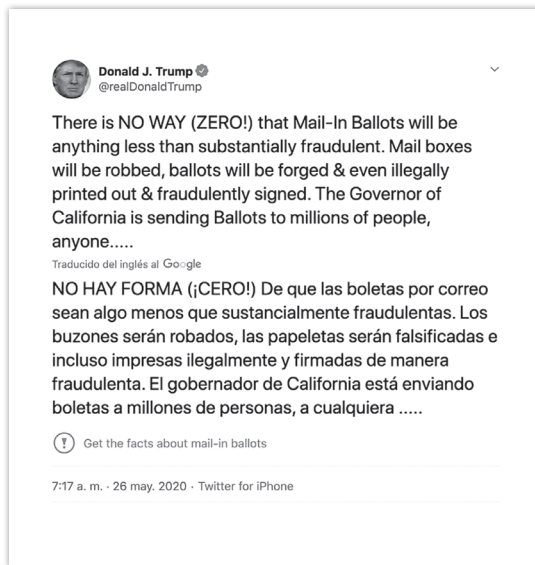 Donald J. Trump
@realDonaldTrump
There is NO WAY (ZERO!) that Mail-In Ballots will be
anything less than substantially fraudulent. Mail boxes
will be robbed, ballots will be forged & even illegally
printed out & fraudulently signed. The Governor of
California is sending Ballots to millions of people,
anyone.....
Traducido del inglés al Google
NO HAY FORMA (¡CERO!) De que las boletas por correo
sean algo menos que sustancialmente fraudulentas. Los
buzones serán robados, las papeletas serán falsificadas e
incluso impresas ilegalmente y firmadas de manera
fraudulenta. El gobernador de California está enviando
boletas a millones de personas, a cualquiera .....
Get the facts about mail-in ballots
7:17 a. m. · 26 may. 2020 · Twitter for iPhone